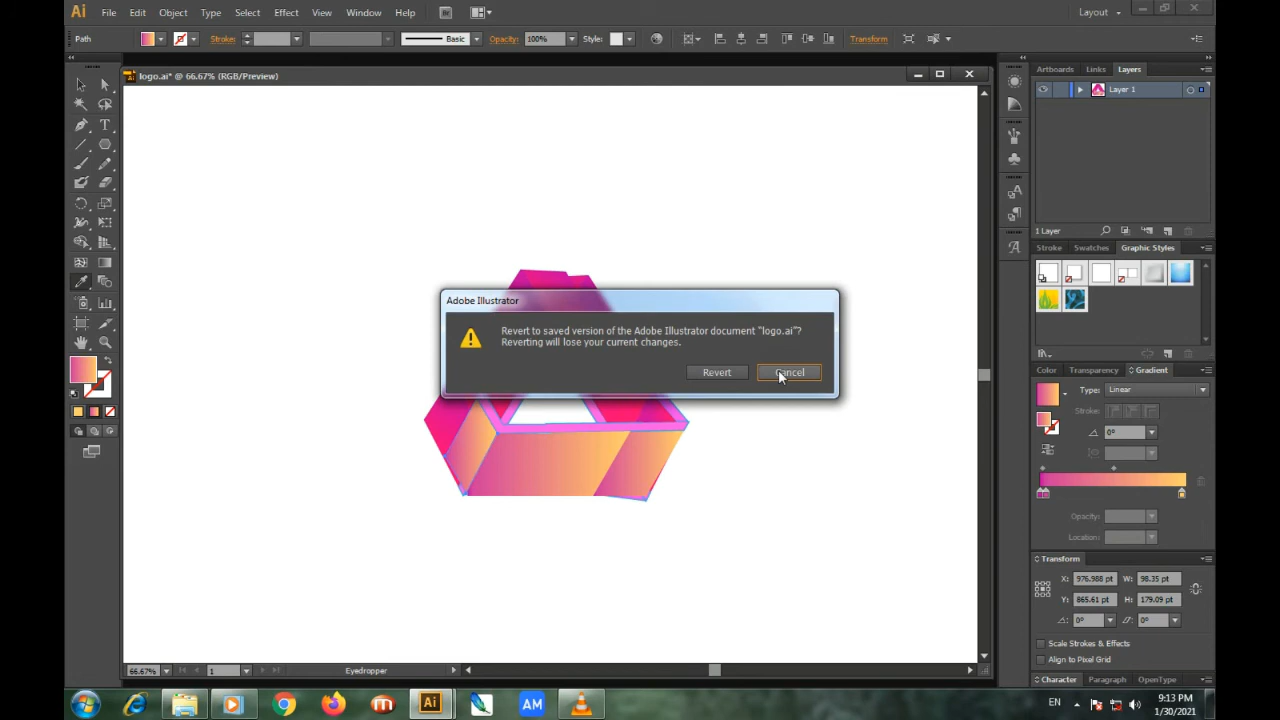 Ai File Edit Object Type Select Effect View Window Help Br Layout
Path Stroke: Basic Opacity: 100% Style: Transform
logo.ai* @ 66.67% (RGB/Preview)
Artboards Links Layers
Layer 1
1 Layer
Stroke Swatches Graphic Styles
Adobe Illustrator
Revert to saved version of the Adobe Illustrator document "logo.ai"?
Reverting will lose your current changes.
Revert Cancel
Color Transparency Gradient
Type: Linear
Stroke:
0°
Opacity:
Location:
Transform
X: 976.988 pt W: 98.35 pt
Y: 865.61 pt H: 179.09 pt
0° 0°
Scale Strokes & Effects
Align to Pixel Grid
Character Paragraph OpenType
66.67% 1 Eyedropper
Ai AM EN 9:13 PM
1/30/2021